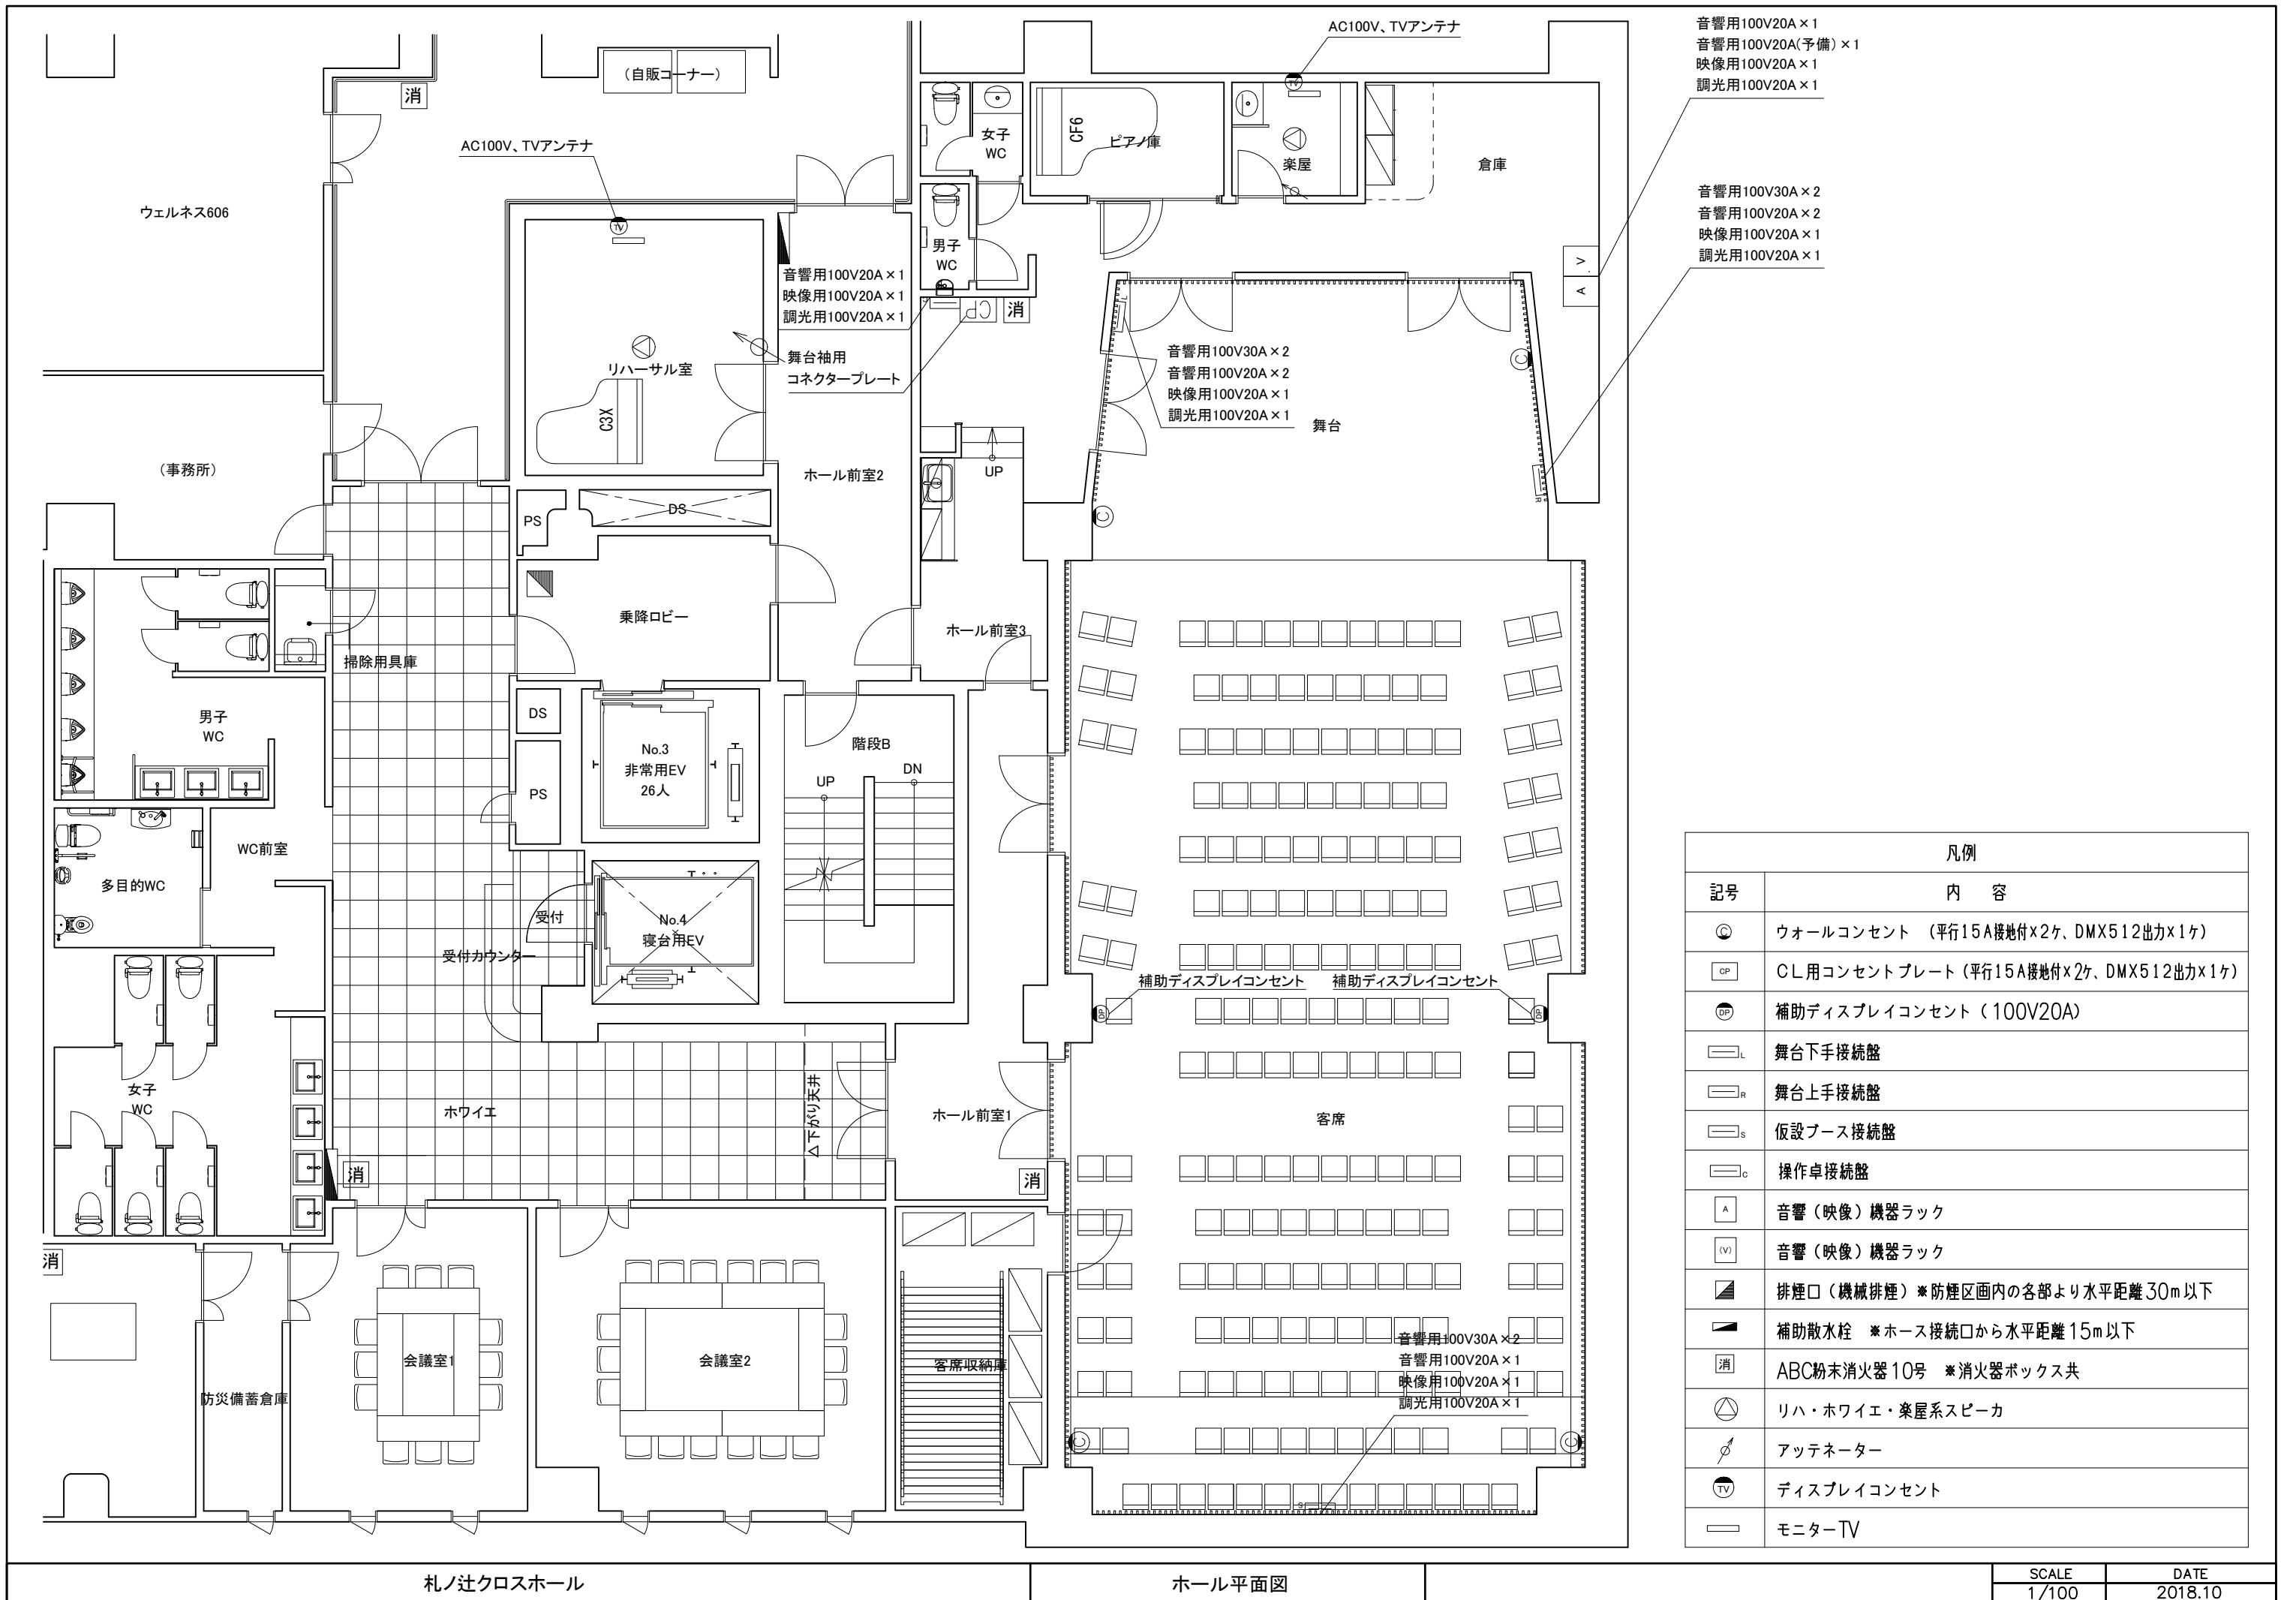 AC100V、TVアンテナ
音響用100V20A×1
音響用100V20A(予備)×1
映像用100V20A×1
調光用100V20A×1
(自販コーナー)
消
AC100V、TVアンテナ
女子
WC
CF6
ピアノ庫
TV
楽屋
倉庫
ウェルネス606
TV
男子
WC
音響用100V30A×2
音響用100V20A×2
映像用100V20A×1
調光用100V20A×1
音響用100V20A×1
映像用100V20A×1
調光用100V20A×1
CP
消
V
A
L
リハーサル室
舞台袖用
コネクタープレート
C3X
音響用100V30A×2
音響用100V20A×2
映像用100V20A×1
調光用100V20A×1
舞台
C
(事務所)
ホール前室2
UP
R
PS
DS
C
乗降ロビー
ホール前室3
掃除用具庫
男子
WC
DS
No.3
非常用EV
26人
PS
階段B
UP
DN
WC前室
多目的WC
受付
No.4
寝台用EV
受付カウンター
補助ディスプレイコンセント
補助ディスプレイコンセント
DP
DP
女子
WC
ホワイエ
△下がり天井
ホール前室1
客席
消
消
消
会議室1
会議室2
客席収納庫
防災備蓄倉庫
音響用100V30A×2
音響用100V20A×1
映像用100V20A×1
調光用100V20A×1
C
C
S
凡例
記号 内 容
C ウォールコンセント (平行15A接地付×2ケ、DMX512出力×1ケ)
CP CL用コンセントプレート(平行15A接地付×2ケ、DMX512出力×1ケ)
DP 補助ディスプレイコンセント(100V20A)
L 舞台下手接続盤
R 舞台上手接続盤
S 仮設ブース接続盤
C 操作卓接続盤
A 音響(映像)機器ラック
(V) 音響(映像)機器ラック
排煙口(機械排煙)※防煙区画内の各部より水平距離30m以下
補助散水栓 ※ホース接続口から水平距離15m以下
消 ABC粉末消火器10号 ※消火器ボックス共
リハ・ホワイエ・楽屋系スピーカ
アッテネーター
TV ディスプレイコンセント
モニターTV
札ノ辻クロスホール
ホール平面図
SCALE
1/100
DATE
2018.10